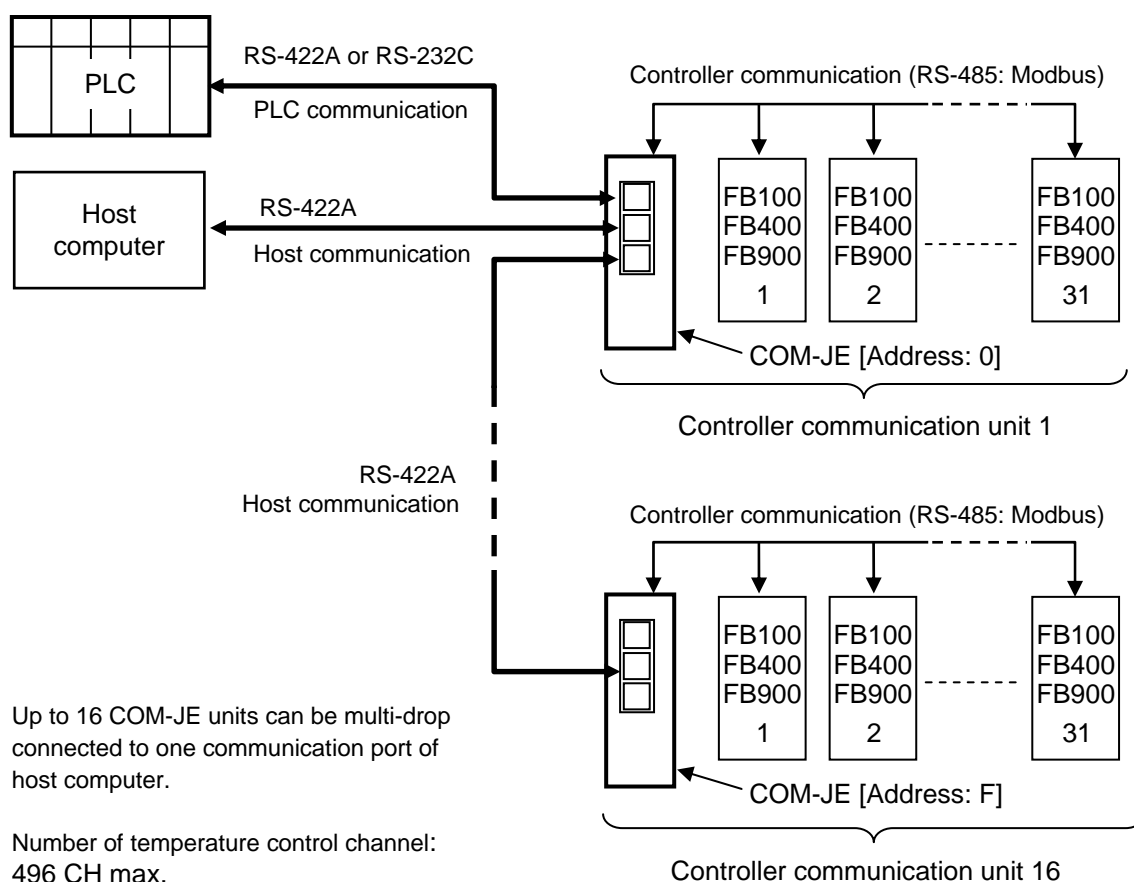 PLC
RS-422A or RS-232C
PLC communication
Host
computer
RS-422A
Host communication
Controller communication (RS-485: Modbus)
FB100
FB400
FB900
1
FB100
FB400
FB900
2
FB100
FB400
FB900
31
COM-JE [Address: 0]
Controller communication unit 1
RS-422A
Host communication
Controller communication (RS-485: Modbus)
FB100
FB400
FB900
1
FB100
FB400
FB900
2
FB100
FB400
FB900
31
COM-JE [Address: F]
Controller communication unit 16
Up to 16 COM-JE units can be multi-drop
connected to one communication port of
host computer.
Number of temperature control channel:
496 CH max.